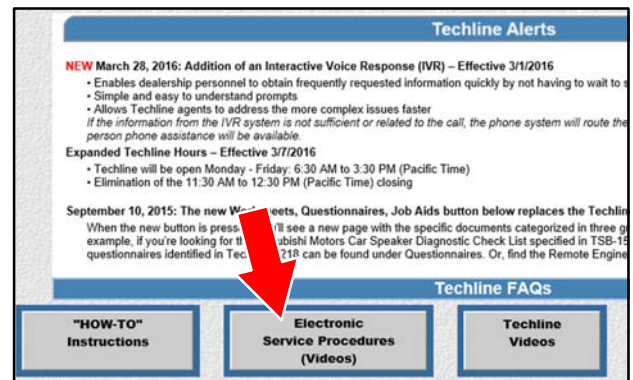 Techline Alerts
NEW March 28, 2016: Addition of an Interactive Voice Response (IVR) – Effective 3/1/2016
• Enables dealership personnel to obtain frequently requested information quickly by not having to wait to s
• Simple and easy to understand prompts
• Allows Techline agents to address the more complex issues faster
If the information from the IVR system is not sufficient or related to the call, the phone system will route the
person phone assistance will be available.
Expanded Techline Hours – Effective 3/7/2016
• Techline will be open Monday - Friday: 6:30 AM to 3:30 PM (Pacific Time)
• Elimination of the 11:30 AM to 12:30 PM (Pacific Time) closing
September 10, 2015: The new Wor eets, Questionnaires, Job Aids button below replaces the Techlin
When the new button is press 'll see a new page with the specific documents categorized in three g
example, if you're looking for th ubishi Motors Car Speaker Diagnostic Check List specified in TSB-15
questionnaires identified in Tec 218 can be found under Questionnaires. Or, find the Remote Engine
Techline FAQs
"HOW-TO"
Instructions
Electronic
Service Procedures
(Videos)
Techline
Videos